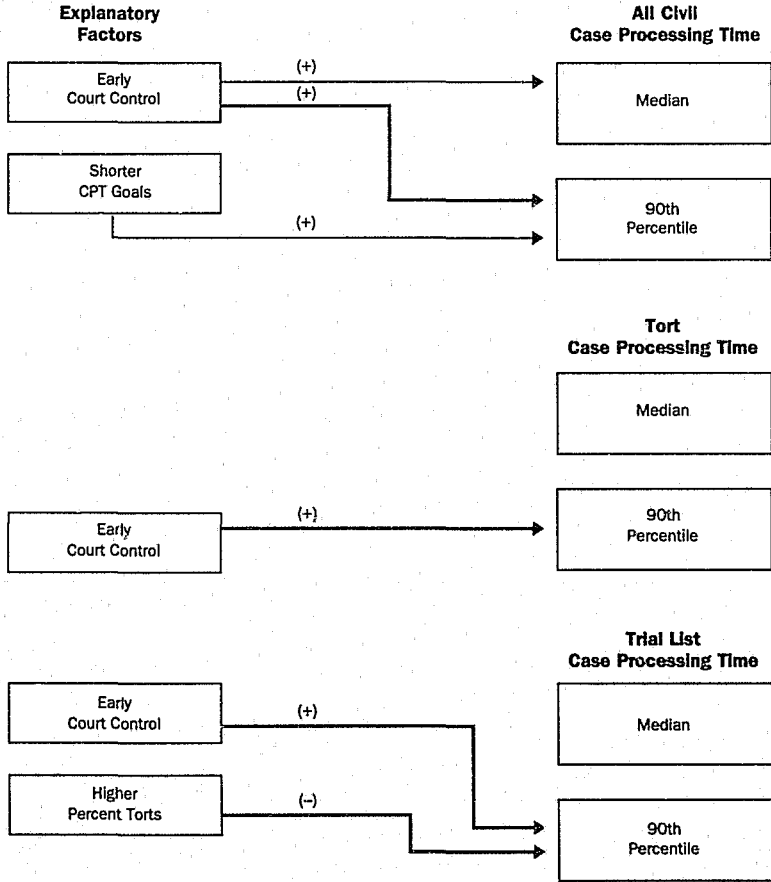 Explanatory
Factors
All Civil
Case Processing Time
Early
Court Control
(+)
(+)
Median
Shorter
CPT Goals
(+)
90th
Percentile
Tort
Case Processing Time
Median
Early
Court Control
(+)
90th
Percentile
Trial List
Case Processing Time
Early
Court Control
(+)
Median
Higher
Percent Torts
(–)
90th
Percentile